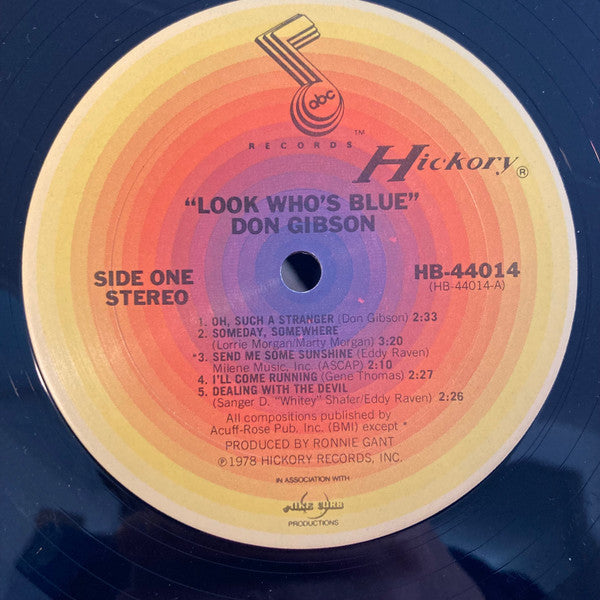 abc
RECORDS™
Hickory®
"LOOK WHO'S BLUE"
DON GIBSON
SIDE ONE
STEREO
HB-44014
(HB-44014-A)
1. OH, SUCH A STRANGER (Don Gibson) 2:33
2. SOMEDAY, SOMEWHERE
(Lorrie Morgan/Marty Morgan) 3:20
*3. SEND ME SOME SUNSHINE (Eddy Raven)
Milene Music, Inc. (ASCAP) 2:10
4. I'LL COME RUNNING (Gene Thomas) 2:27
5. DEALING WITH THE DEVIL
(Sanger D. "Whitey" Shafer/Eddy Raven) 2:26
All compositions published by
Acuff-Rose Pub. Inc. (BMI) except *
PRODUCED BY RONNIE GANT
℗1978 HICKORY RECORDS, INC.
IN ASSOCIATION WITH
MIKE CURB
PRODUCTIONS